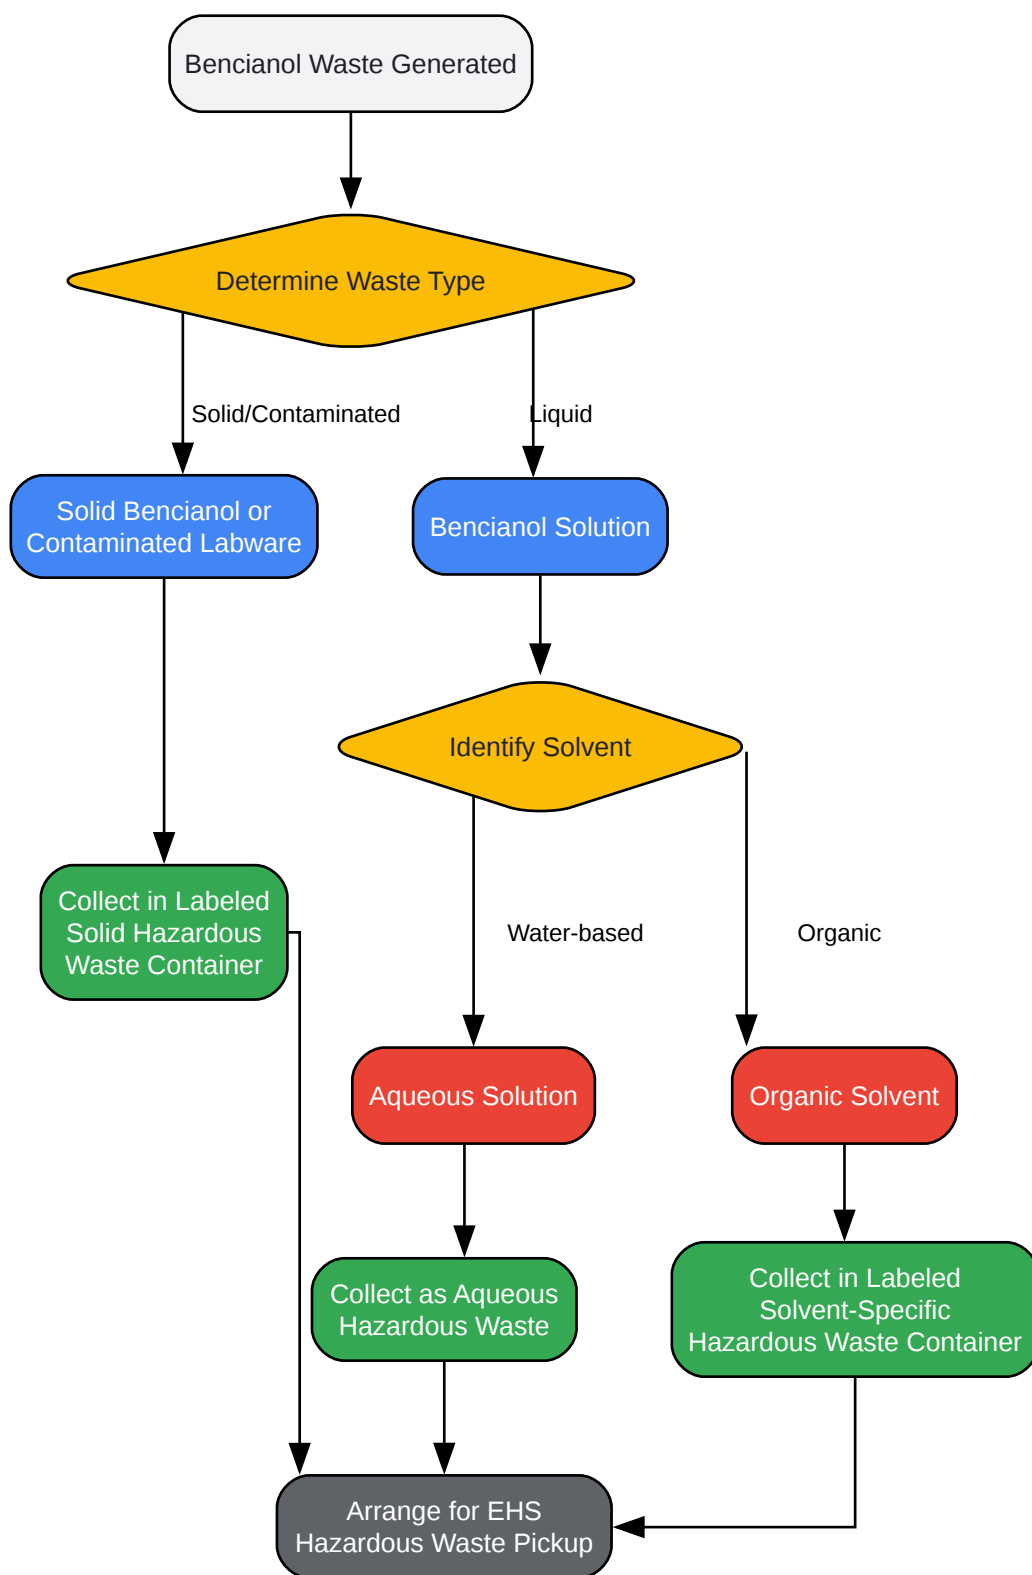 Bencianol Waste Generated
Determine Waste Type
Solid/Contaminated
Liquid
Solid Bencianol or
Contaminated Labware
Bencianol Solution
Identify Solvent
Collect in Labeled
Solid Hazardous
Waste Container
Water-based
Organic
Aqueous Solution
Organic Solvent
Collect as Aqueous
Hazardous Waste
Collect in Labeled
Solvent-Specific
Hazardous Waste Container
Arrange for EHS
Hazardous Waste Pickup